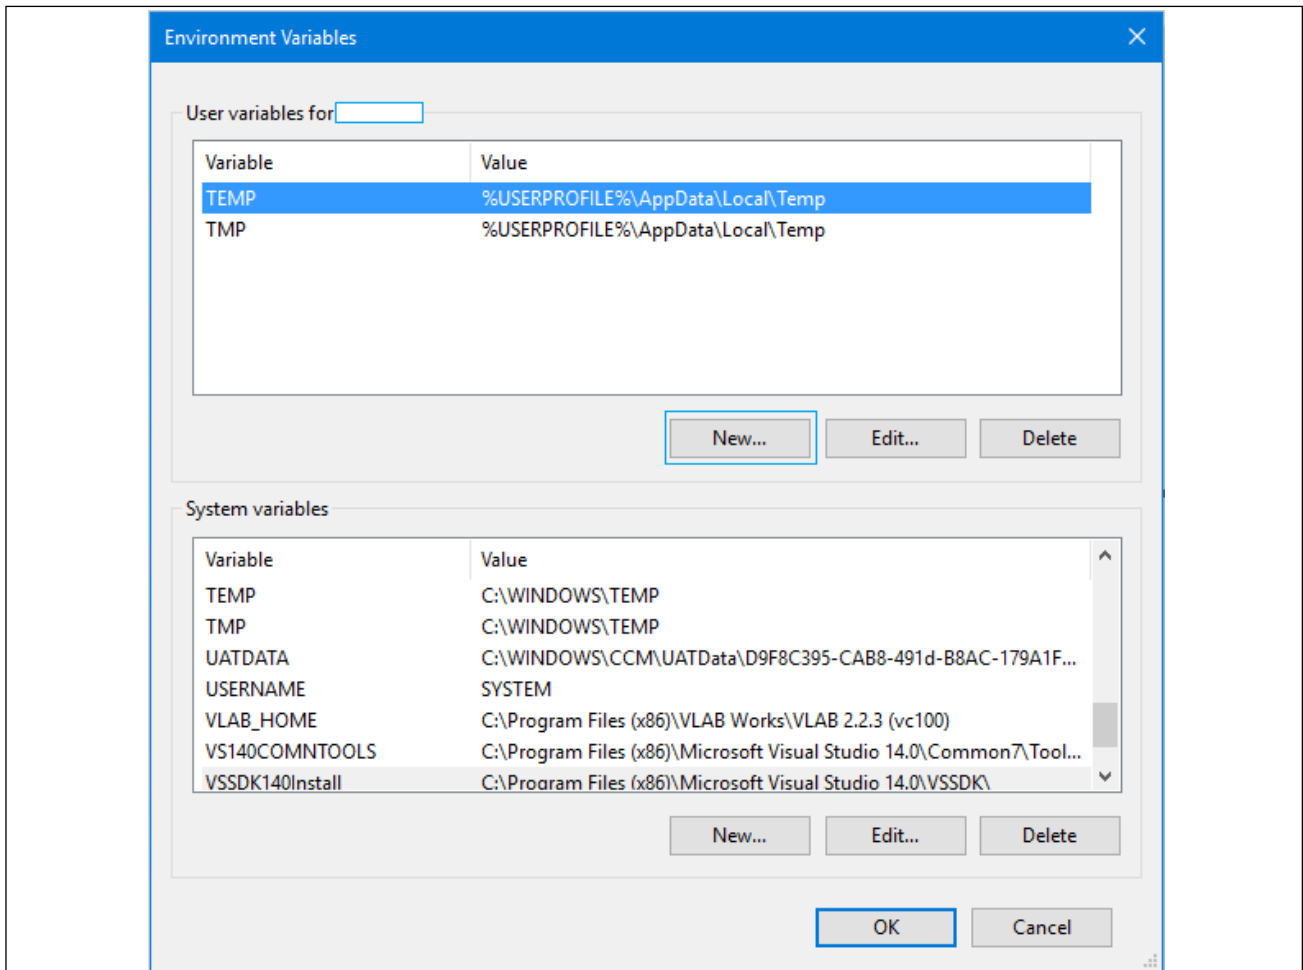 Environment Variables
User variables for
Variable Value
TEMP %USERPROFILE%\AppData\Local\Temp
TMP %USERPROFILE%\AppData\Local\Temp
New... Edit... Delete
System variables
Variable Value
TEMP C:\WINDOWS\TEMP
TMP C:\WINDOWS\TEMP
UATDATA C:\WINDOWS\CCM\UATData\D9F8C395-CAB8-491d-B8AC-179A1F...
USERNAME SYSTEM
VLAB_HOME C:\Program Files (x86)\VLAB Works\VLAB 2.2.3 (vc100)
VS140COMNTOOLS C:\Program Files (x86)\Microsoft Visual Studio 14.0\Common7\Tool...
VSSDK140Install C:\Program Files (x86)\Microsoft Visual Studio 14.0\VSSDK\
New... Edit... Delete
OK Cancel